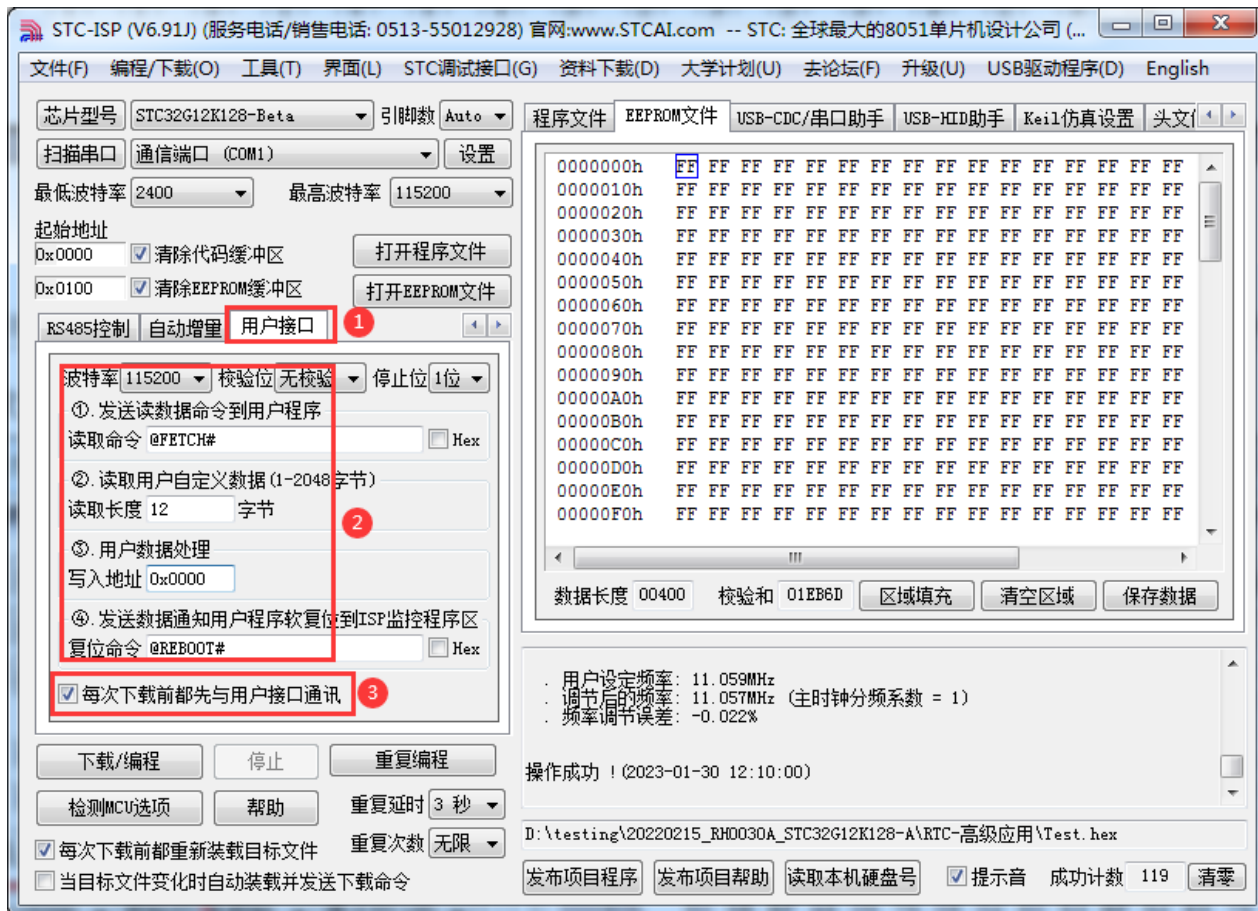 STC-ISP (V6.91J) (服务电话/销售电话: 0513-55012928) 官网:www.STCAI.com -- STC: 全球最大的8051单片机设计公司 (...
文件(F) 编程/下载(O) 工具(T) 界面(L) STC调试接口(G) 资料下载(D) 大学计划(U) 去论坛(F) 升级(U) USB驱动程序(D) English
芯片型号 STC32G12K128-Beta 引脚数 Auto
扫描串口 通信端口 (COM1) 设置
最低波特率 2400 最高波特率 115200
起始地址
0x0000 清除代码缓冲区 打开程序文件
0x0100 清除EEPROM缓冲区 打开EEPROM文件
RS485控制 自动增量 用户接口 1
波特率 115200 校验位 无校验 停止位 1位
①. 发送读数据命令到用户程序
读取命令 @FETCH# Hex
②. 读取用户自定义数据(1-2048字节)
读取长度 12 字节
2
③. 用户数据处理
写入地址 0x0000
④. 发送数据通知用户程序软复位到ISP监控程序区
复位命令 @REBOOT# Hex
每次下载前都先与用户接口通讯 3
下载/编程 停止 重复编程
检测MCU选项 帮助 重复延时 3 秒
每次下载前都重新装载目标文件 重复次数 无限
当目标文件变化时自动装载并发送下载命令
程序文件 EEPROM文件 USB-CDC/串口助手 USB-HID助手 Keil仿真设置 头文件
0000000h FF FF FF FF FF FF FF FF FF FF FF FF FF FF FF FF
0000010h FF FF FF FF FF FF FF FF FF FF FF FF FF FF FF FF
0000020h FF FF FF FF FF FF FF FF FF FF FF FF FF FF FF FF
0000030h FF FF FF FF FF FF FF FF FF FF FF FF FF FF FF FF
0000040h FF FF FF FF FF FF FF FF FF FF FF FF FF FF FF FF
0000050h FF FF FF FF FF FF FF FF FF FF FF FF FF FF FF FF
0000060h FF FF FF FF FF FF FF FF FF FF FF FF FF FF FF FF
0000070h FF FF FF FF FF FF FF FF FF FF FF FF FF FF FF FF
0000080h FF FF FF FF FF FF FF FF FF FF FF FF FF FF FF FF
0000090h FF FF FF FF FF FF FF FF FF FF FF FF FF FF FF FF
00000A0h FF FF FF FF FF FF FF FF FF FF FF FF FF FF FF FF
00000B0h FF FF FF FF FF FF FF FF FF FF FF FF FF FF FF FF
00000C0h FF FF FF FF FF FF FF FF FF FF FF FF FF FF FF FF
00000D0h FF FF FF FF FF FF FF FF FF FF FF FF FF FF FF FF
00000E0h FF FF FF FF FF FF FF FF FF FF FF FF FF FF FF FF
00000F0h FF FF FF FF FF FF FF FF FF FF FF FF FF FF FF FF
数据长度 00400 校验和 01EB6D 区域填充 清空区域 保存数据
. 用户设定频率: 11.059MHz
. 调节后的频率: 11.057MHz (主时钟分频系数 = 1)
. 频率调节误差: -0.022%
操作成功 !(2023-01-30 12:10:00)
D:\testing\20220215_RH0030A_STC32G12K128-A\RTC-高级应用\Test.hex
发布项目程序 发布项目帮助 读取本机硬盘号 提示音 成功计数 119 清零